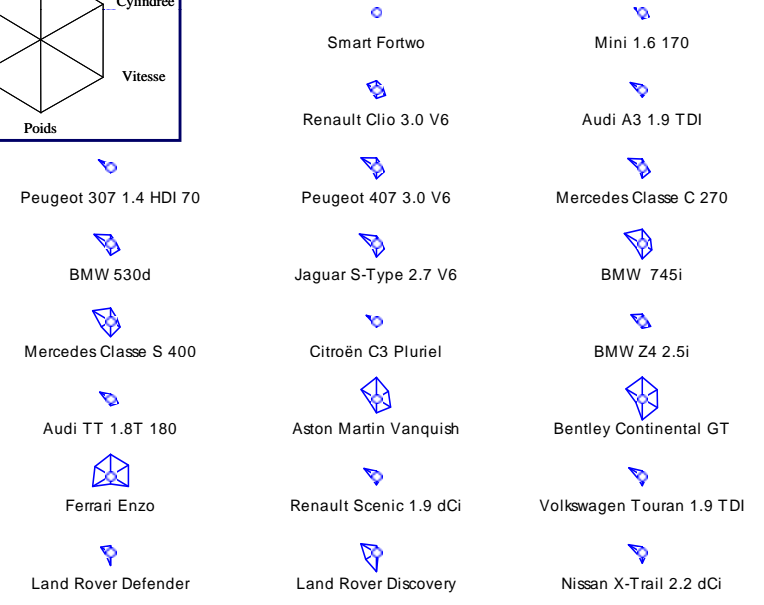 Cylindrée
Vitesse
Poids
Smart Fortwo
Mini 1.6 170
Renault Clio 3.0 V6
Audi A3 1.9 TDI
Peugeot 307 1.4 HDI 70
Peugeot 407 3.0 V6
Mercedes Classe C 270
BMW 530d
Jaguar S-Type 2.7 V6
BMW 745i
Mercedes Classe S 400
Citroën C3 Pluriel
BMW Z4 2.5i
Audi TT 1.8T 180
Aston Martin Vanquish
Bentley Continental GT
Ferrari Enzo
Renault Scenic 1.9 dCi
Volkswagen Touran 1.9 TDI
Land Rover Defender
Land Rover Discovery
Nissan X-Trail 2.2 dCi